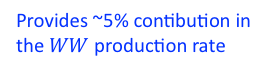 Provides ~5% contibution in
the WW production rate